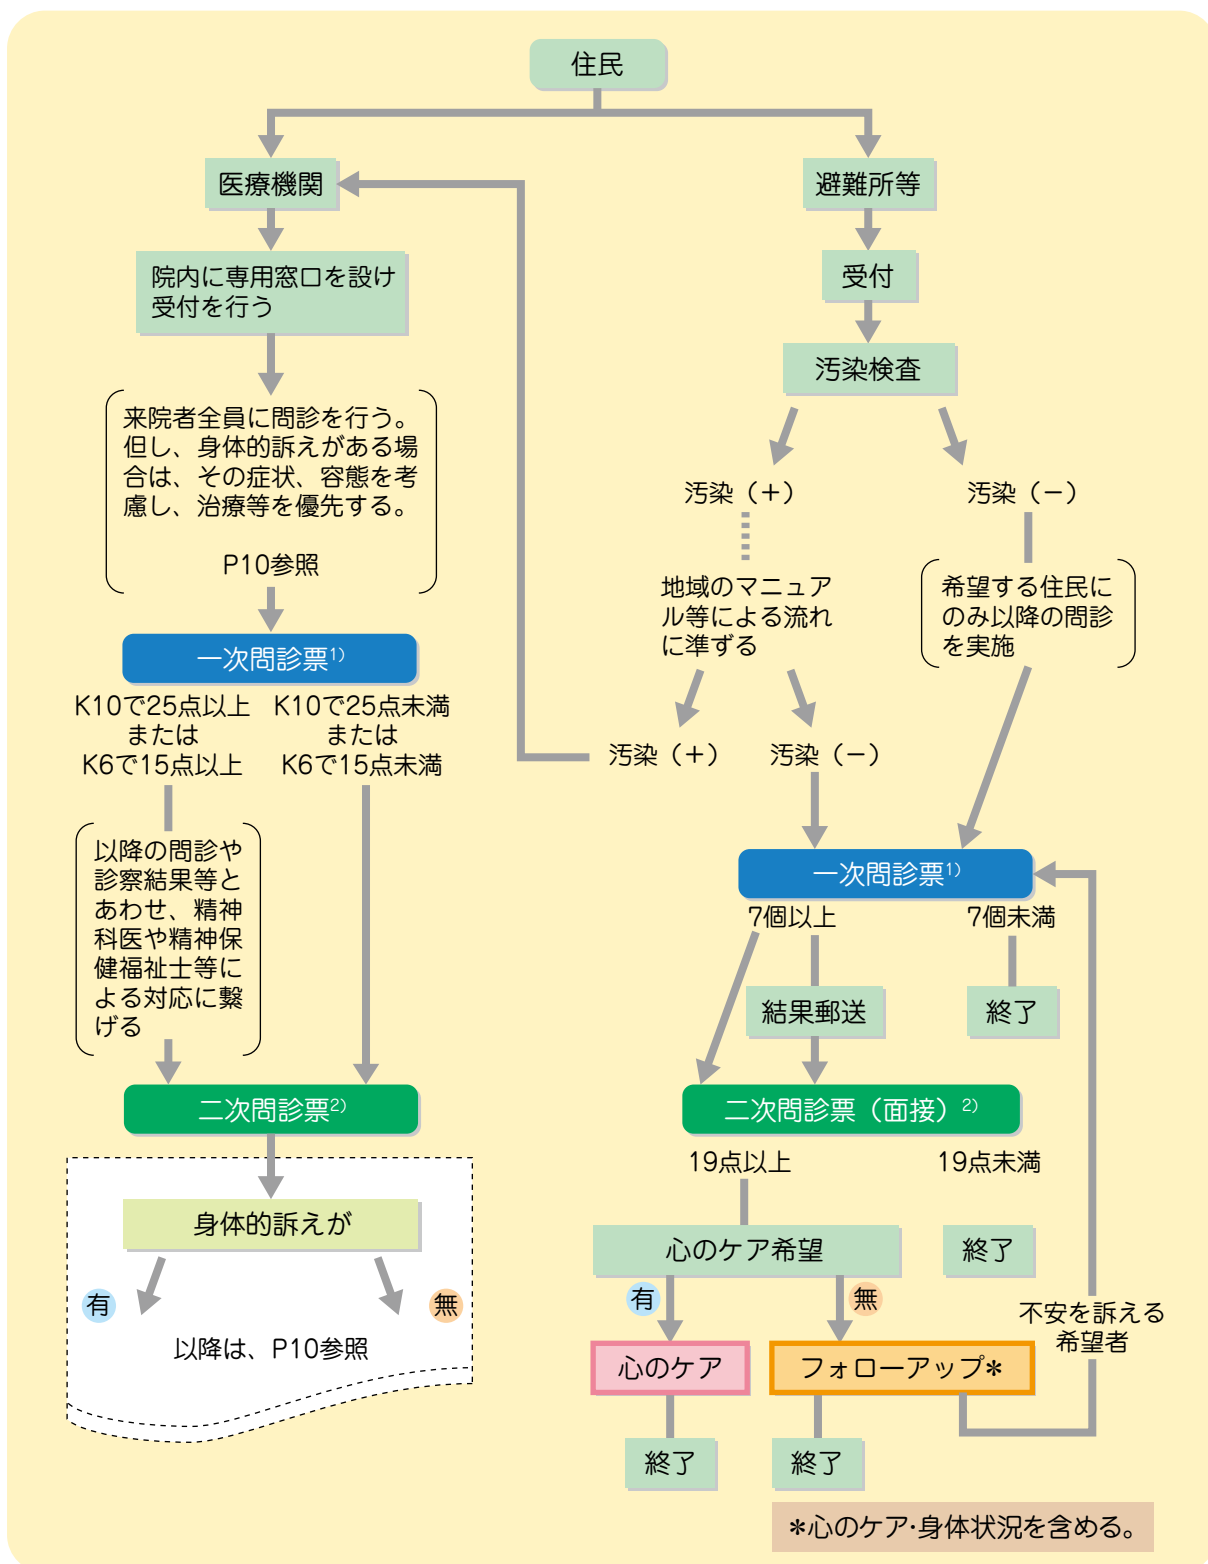 住民
医療機関
避難所等
院内に専用窓口を設け
受付を行う
受付
汚染検査
来院者全員に問診を行う。
但し、身体的訴えがある場
合は、その症状、容態を考
慮し、治療等を優先する。
P10参照
汚染（＋）
汚染（－）
地域のマニュア
ル等による流れ
に準ずる
希望する住民に
のみ以降の問診
を実施
一次問診票1)
K10で25点以上
または
K6で15点以上
K10で25点未満
または
K6で15点未満
汚染（＋）
汚染（－）
以降の問診や
診察結果等と
あわせ、精神
科医や精神保
健福祉士等に
よる対応に繋
げる
一次問診票1)
7個以上
7個未満
結果郵送
終了
二次問診票2)
二次問診票（面接）2)
19点以上
19点未満
身体的訴えが
有
無
以降は、P10参照
心のケア希望
終了
有
無
不安を訴える
希望者
心のケア
フォローアップ＊
終了
終了
＊心のケア・身体状況を含める。